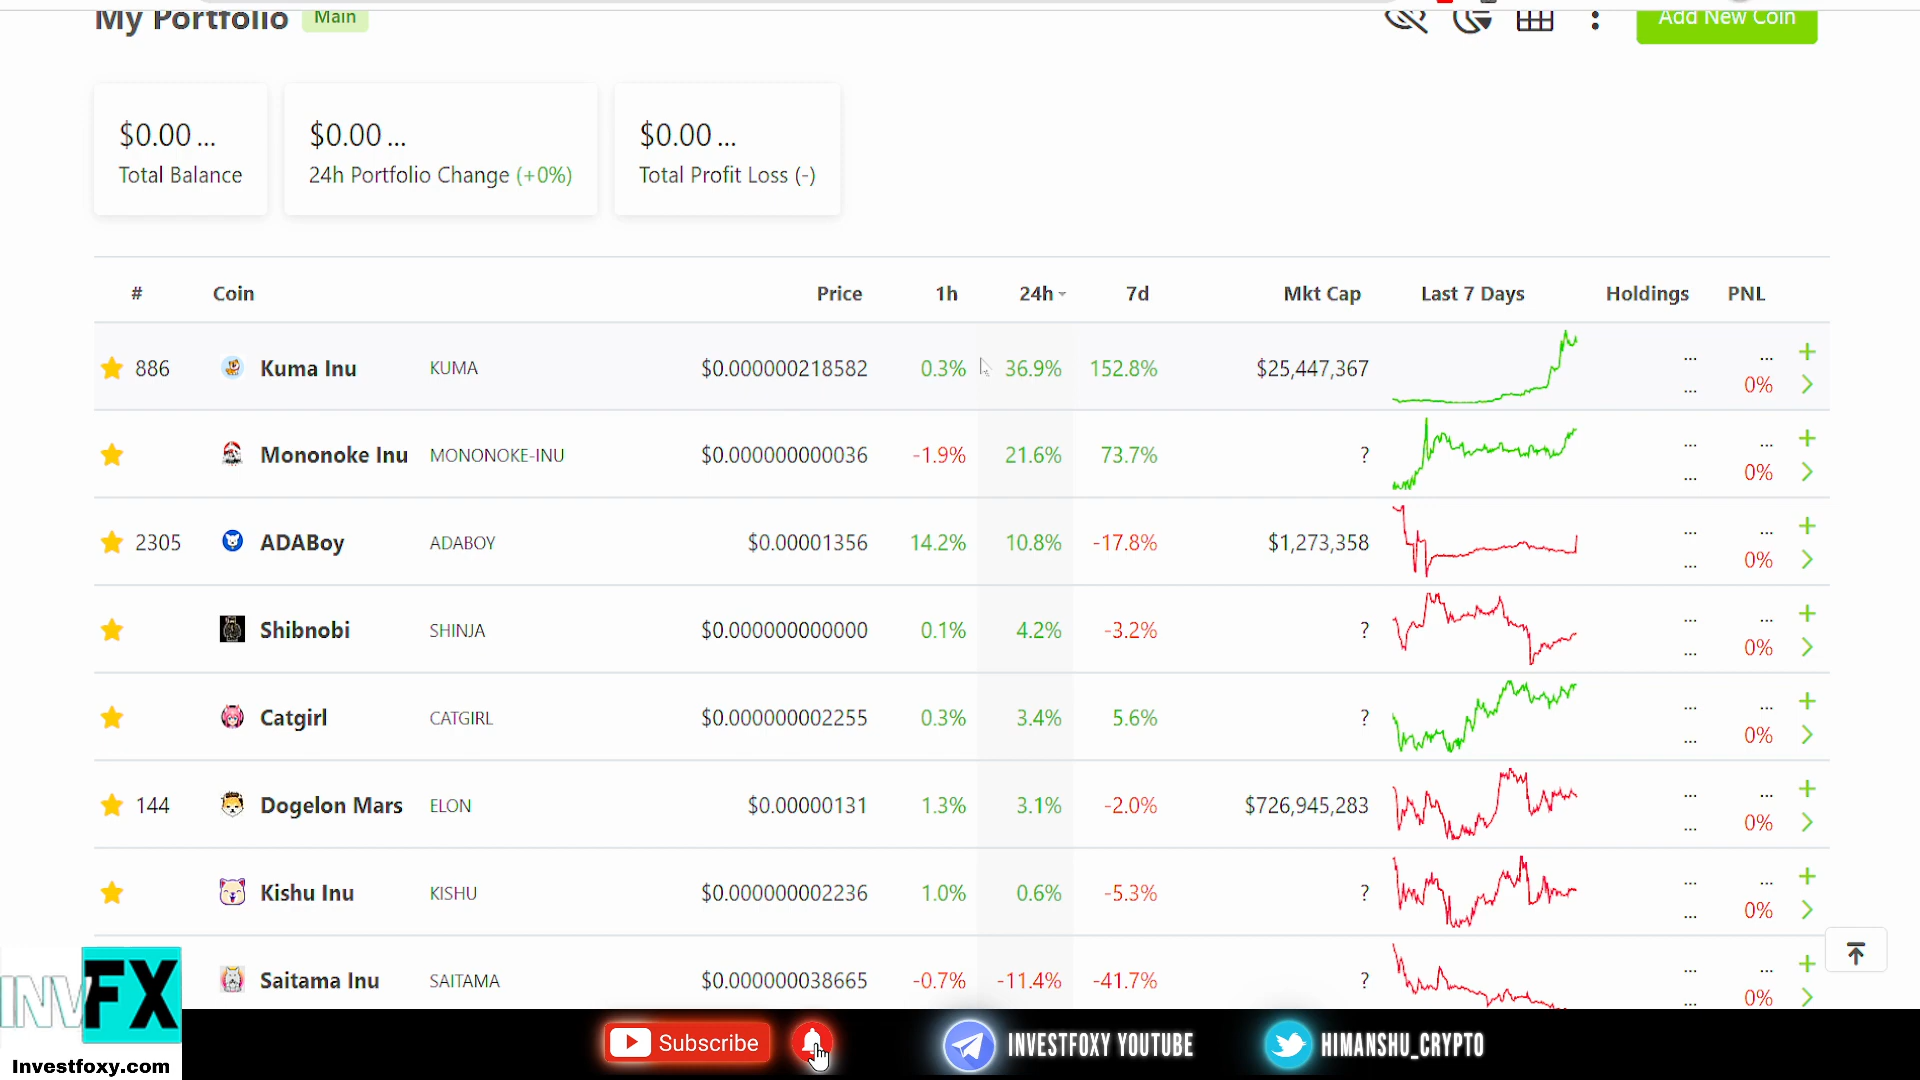 My Portfolio Main Add New Coin
$0.00 ... $0.00 ... $0.00 ...
Total Balance 24h Portfolio Change (+0%) Total Profit Loss (-)
# Coin Price 1h 24h 7d Mkt Cap Last 7 Days Holdings PNL
886 Kuma Inu KUMA $0.000000218582 0.3% 36.9% 152.8% $25,447,367 ... ...
... 0%
Mononoke Inu MONONOKE-INU $0.000000000036 -1.9% 21.6% 73.7% ? ... ...
... 0%
2305 ADABoy ADABOY $0.00001356 14.2% 10.8% -17.8% $1,273,358 ... ...
... 0%
Shibnobi SHINJA $0.000000000000 0.1% 4.2% -3.2% ? ... ...
... 0%
Catgirl CATGIRL $0.000000002255 0.3% 3.4% 5.6% ? ... ...
... 0%
144 Dogelon Mars ELON $0.00000131 1.3% 3.1% -2.0% $726,945,283 ... ...
... 0%
Kishu Inu KISHU $0.000000002236 1.0% 0.6% -5.3% ? ... ...
... 0%
Saitama Inu SAITAMA $0.000000038665 -0.7% -11.4% -41.7% ? ... ...
... 0%
INVFX
Investfoxy.com
Subscribe INVESTFOXY YOUTUBE HIMANSHU_CRYPTO